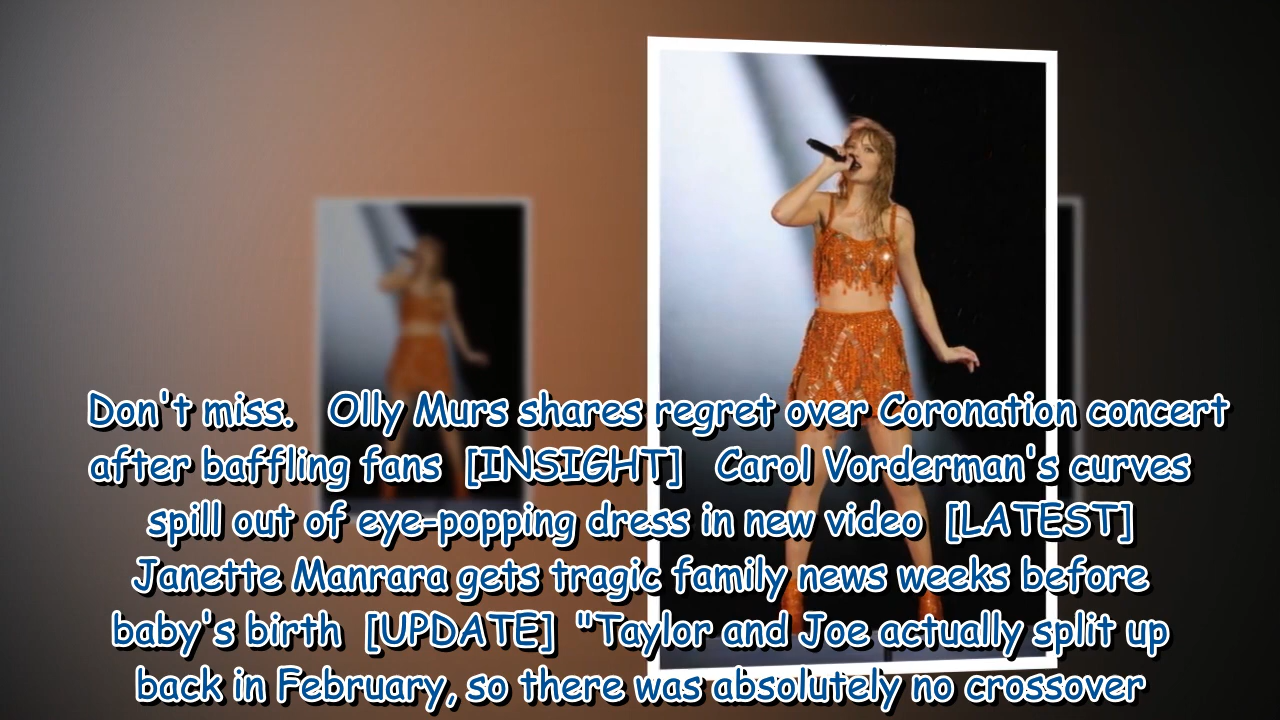 Don't miss.   Olly Murs shares regret over Coronation concert
after baffling fans  [INSIGHT]   Carol Vorderman's curves
spill out of eye-popping dress in new video  [LATEST]
Janette Manrara gets tragic family news weeks before
baby's birth  [UPDATE]  "Taylor and Joe actually split up
back in February, so there was absolutely no crossover